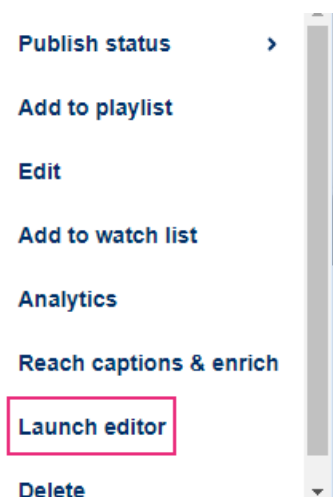 Publish status
Add to playlist
Edit
Add to watch list
Analytics
Reach captions & enrich
Launch editor
Delete